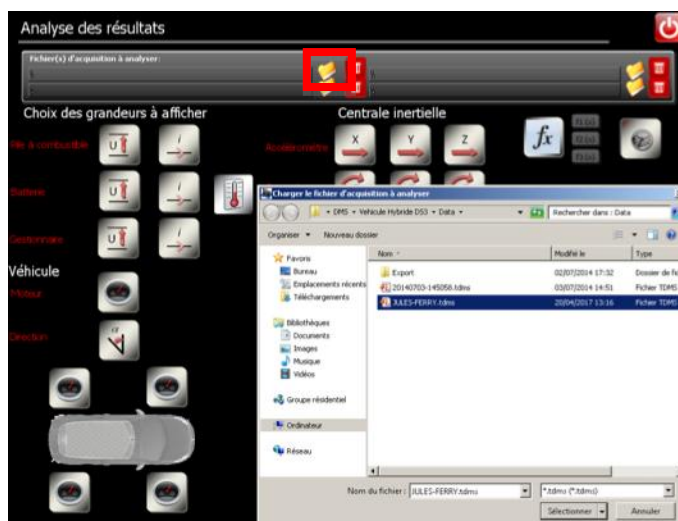 Analyse des résultats
Fichier(s) d'acquisition à analyser:
Choix des grandeurs à afficher
Centrale inertielle
Pile à combustible
U
i
Accéléromètre
X
Y
Z
fx
Batterie
U
i
Gestionnaire
U
i
Véhicule
Moteur
Direction
α
Charger le fichier d'acquisition à analyser
DMS
Véhicule Hybride DS3
Data
Rechercher dans : Data
Organiser
Nouveau dossier
Nom
Modifié le
Type
Favoris
Bureau
Emplacements récents
Téléchargements
Bibliothèques
Documents
Images
Musique
Vidéos
Groupe résidentiel
Ordinateur
Réseau
Export
02/07/2014 17:32
Dossier de fic
20140703-145058.tdms
03/07/2014 14:51
Fichier TDMS
JULES-FERRY.tdms
20/04/2017 13:16
Fichier TDMS
Nom du fichier :
JULES-FERRY.tdms
*.tdms (*.tdms)
Sélectionner
Annuler